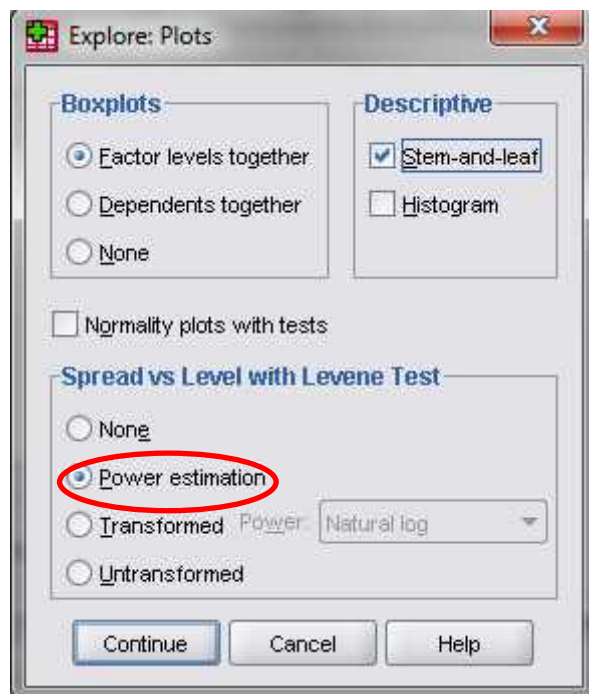 Explore: Plots
Boxplots
Factor levels together
Dependents together
None
Descriptive
Stem-and-leaf
Histogram
Normality plots with tests
Spread vs Level with Levene Test
None
Power estimation
Transformed Power: Natural log
Untransformed
Continue Cancel Help